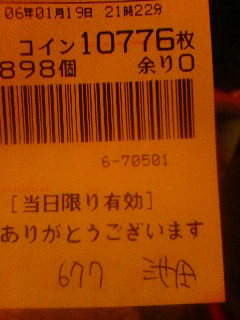 06年01月19日 21時22分
コイン10776枚
898個 余り0
6-70501
[当日限り有効]
ありがとうございます
677 池田